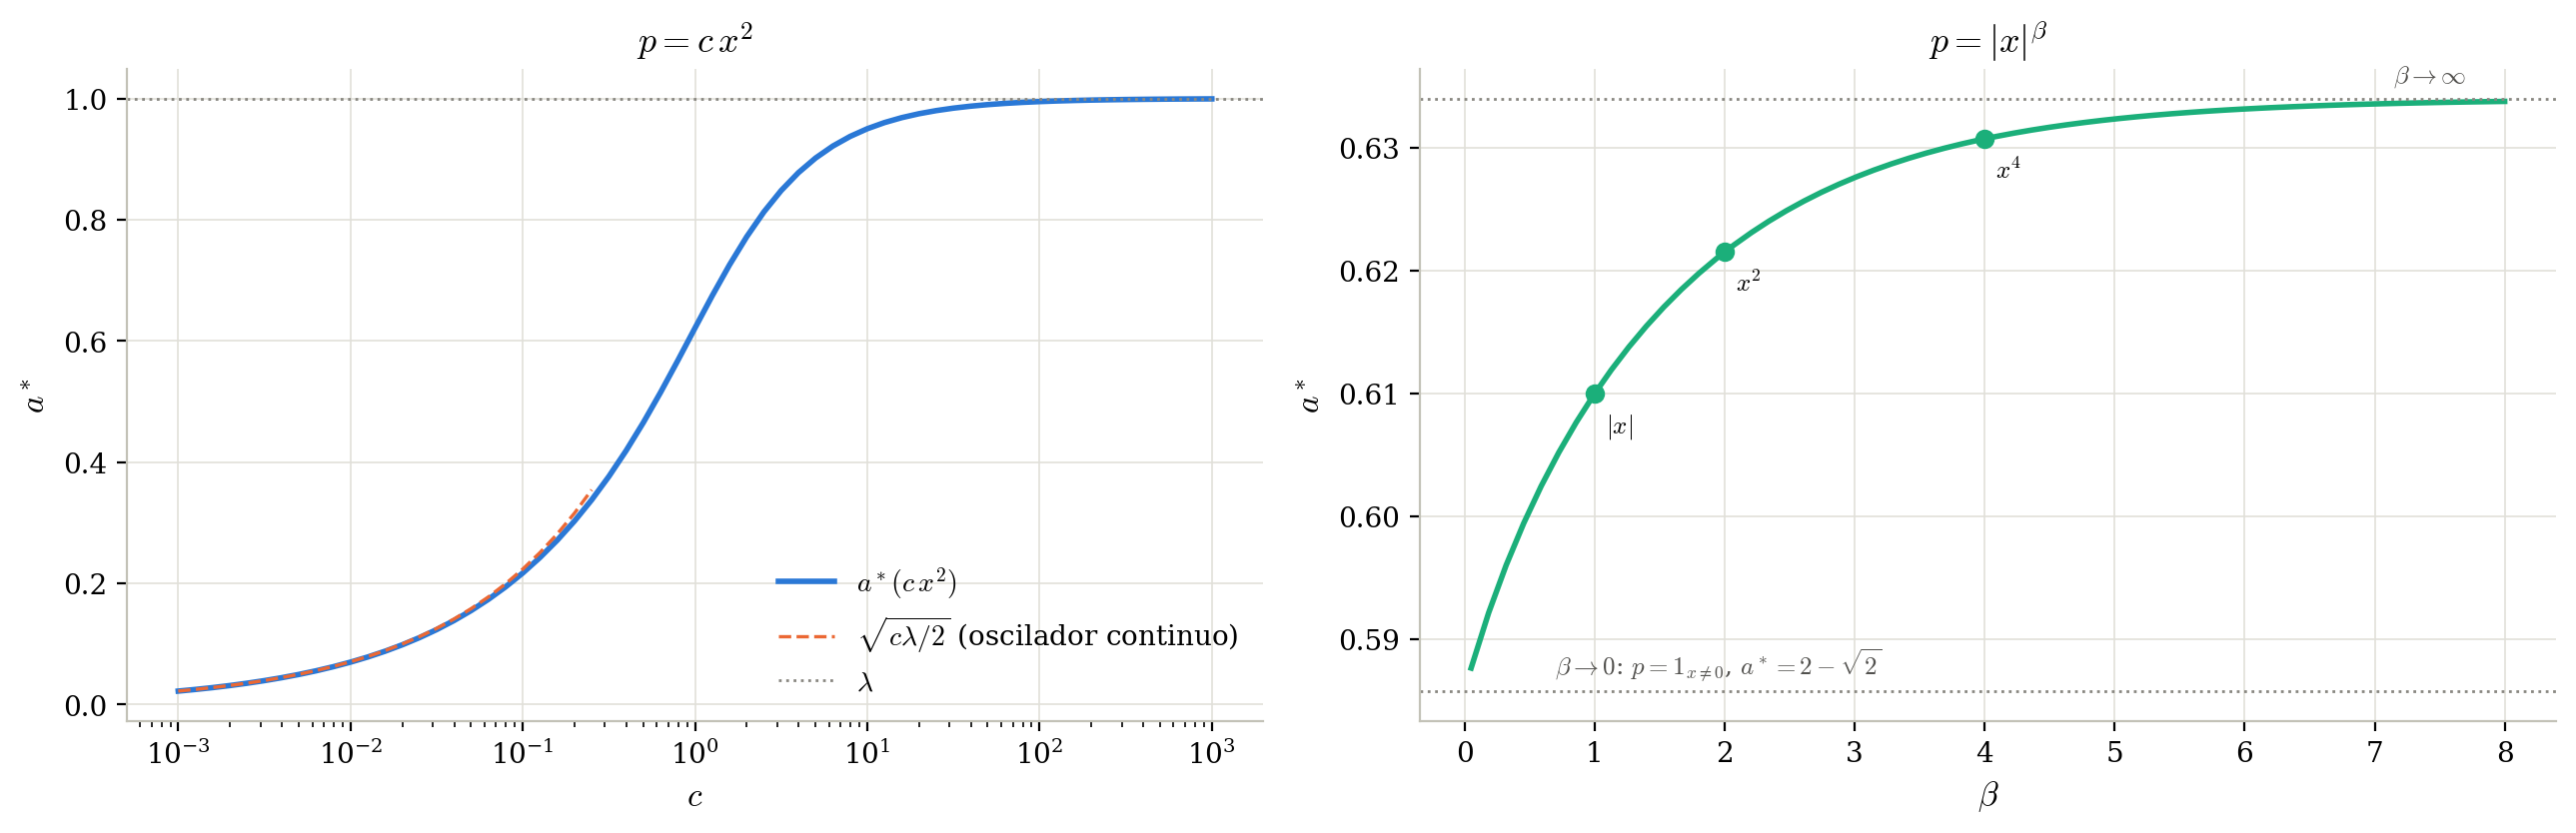 p = c x²
1.0
0.8
0.6
0.4
0.2
0.0
a*
a*(c x²)
√cλ/2 (oscilador continuo)
λ
10⁻³ 10⁻² 10⁻¹ 10⁰ 10¹ 10² 10³
c
p = |x|^β
β → ∞
0.63
0.62
0.61
0.60
0.59
a*
x⁴
x²
|x|
β → 0: p = 1_{x≠0}, a* = 2 − √2
0 1 2 3 4 5 6 7 8
β